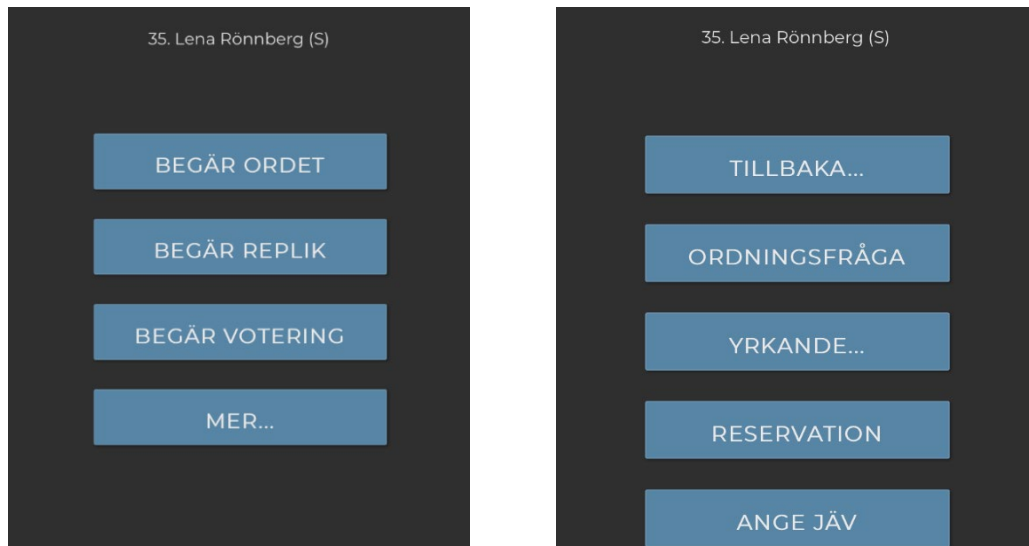 35. Lena Rönnberg (S)
BEGÄR ORDET
BEGÄR REPLIK
BEGÄR VOTERING
MER...
35. Lena Rönnberg (S)
TILLBAKA...
ORDNINGSFRÅGA
YRKANDE...
RESERVATION
ANGE JÄV